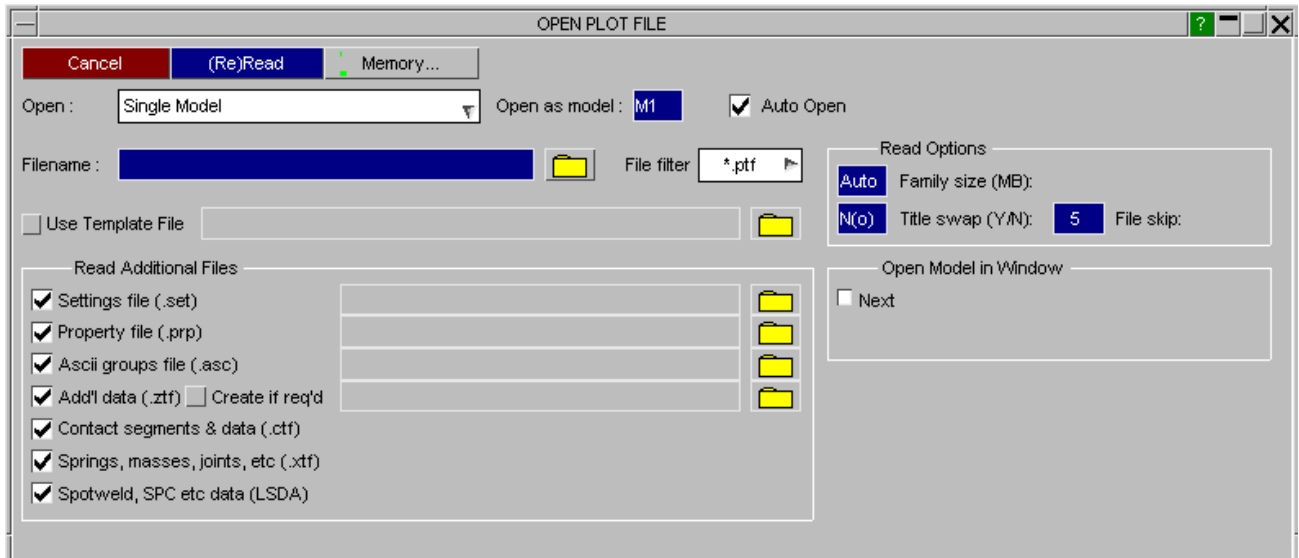 OPEN PLOT FILE ?
Cancel (Re)Read Memory...
Open : Single Model Open as model : M1 Auto Open
Filename : File filter *.ptf
Read Options
Auto Family size (MB):
N(o) Title swap (Y/N): 5 File skip:
Use Template File
Read Additional Files
Settings file (.set)
Property file (.prp)
Ascii groups file (.asc)
Add'l data (.ztf) Create if req'd
Contact segments & data (.ctf)
Springs, masses, joints, etc (.xtf)
Spotweld, SPC etc data (LSDA)
Open Model in Window
Next